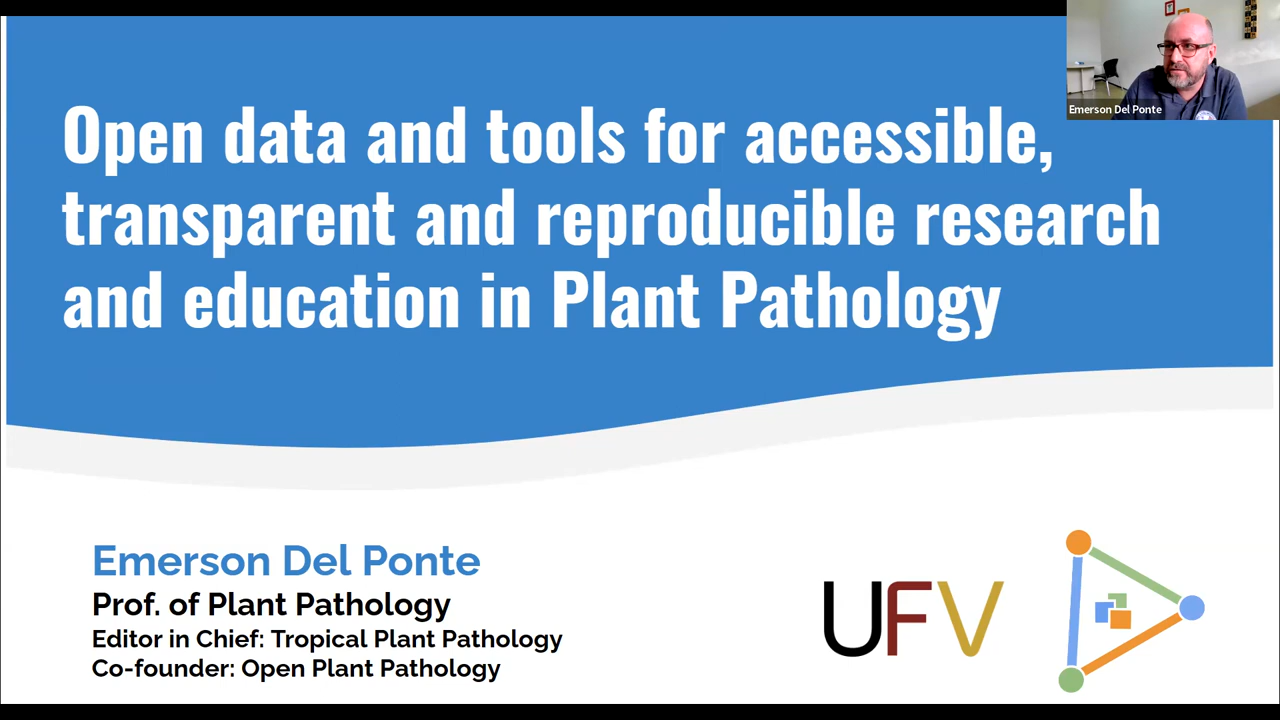 Open data and tools for accessible,
transparent and reproducible research
and education in Plant Pathology
Emerson Del Ponte
Emerson Del Ponte
Prof. of Plant Pathology
Editor in Chief: Tropical Plant Pathology
Co-founder: Open Plant Pathology
UFV